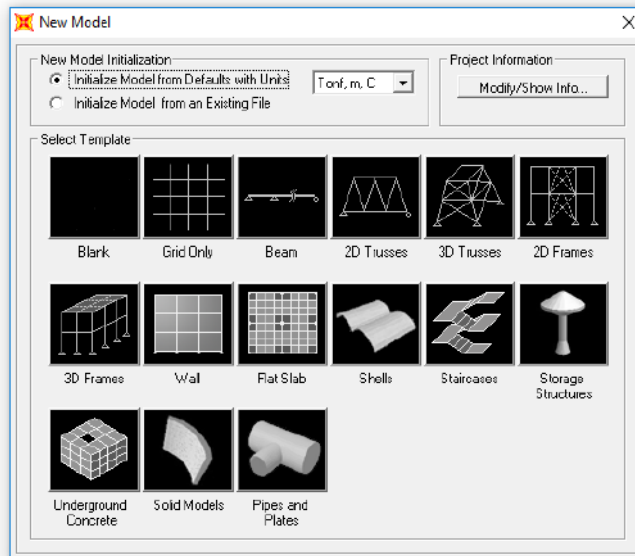 New Model
New Model Initialization
Initialize Model from Defaults with Units
Tonf, m, C
Initialize Model from an Existing File
Project Information
Modify/Show Info...
Select Template
Blank
Grid Only
Beam
2D Trusses
3D Trusses
2D Frames
3D Frames
Wall
Flat Slab
Shells
Staircases
Storage
Structures
Underground
Concrete
Solid Models
Pipes and
Plates